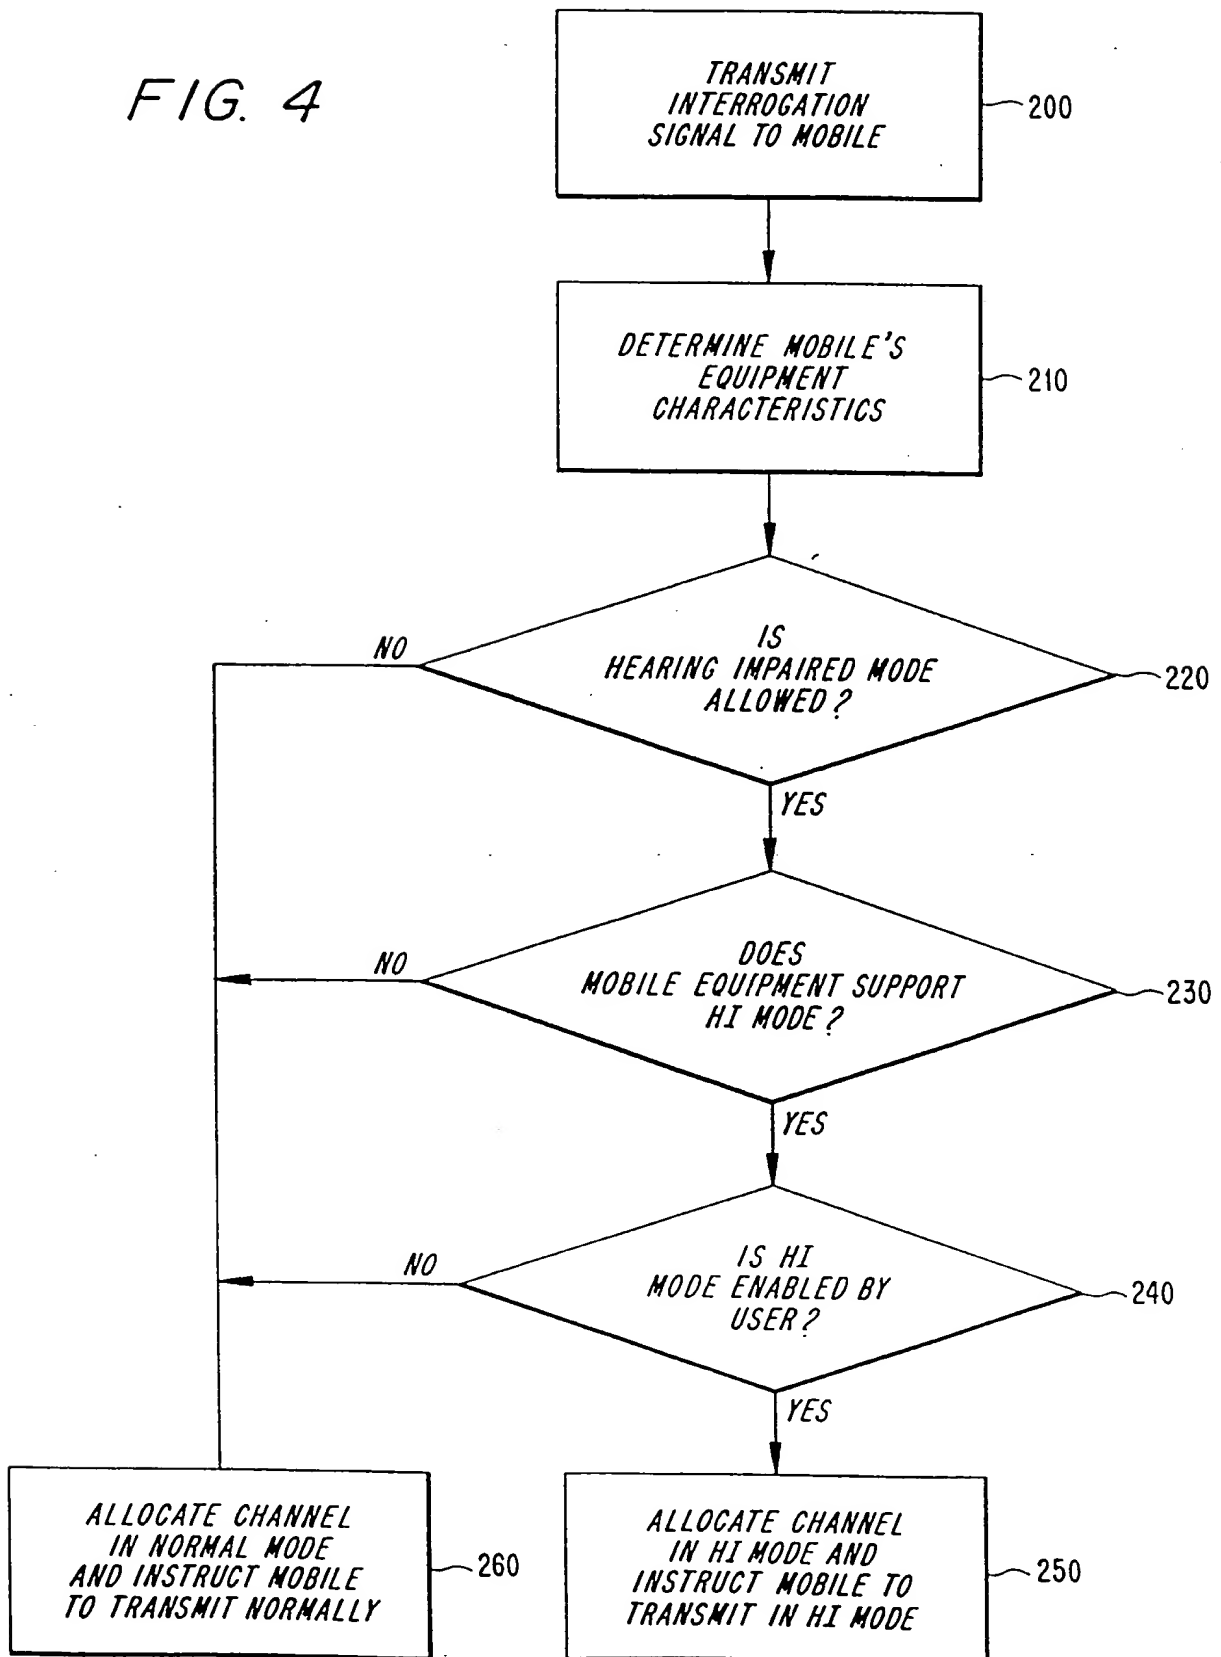 FIG. 4
TRANSMIT
INTERROGATION
SIGNAL TO MOBILE
200
DETERMINE MOBILE'S
EQUIPMENT
CHARACTERISTICS
210
IS
HEARING IMPAIRED MODE
ALLOWED?
220
NO
YES
DOES
MOBILE EQUIPMENT SUPPORT
HI MODE?
230
NO
YES
IS HI
MODE ENABLED BY
USER?
240
NO
YES
ALLOCATE CHANNEL
IN NORMAL MODE
AND INSTRUCT MOBILE
TO TRANSMIT NORMALLY
260
ALLOCATE CHANNEL
IN HI MODE AND
INSTRUCT MOBILE TO
TRANSMIT IN HI MODE
250